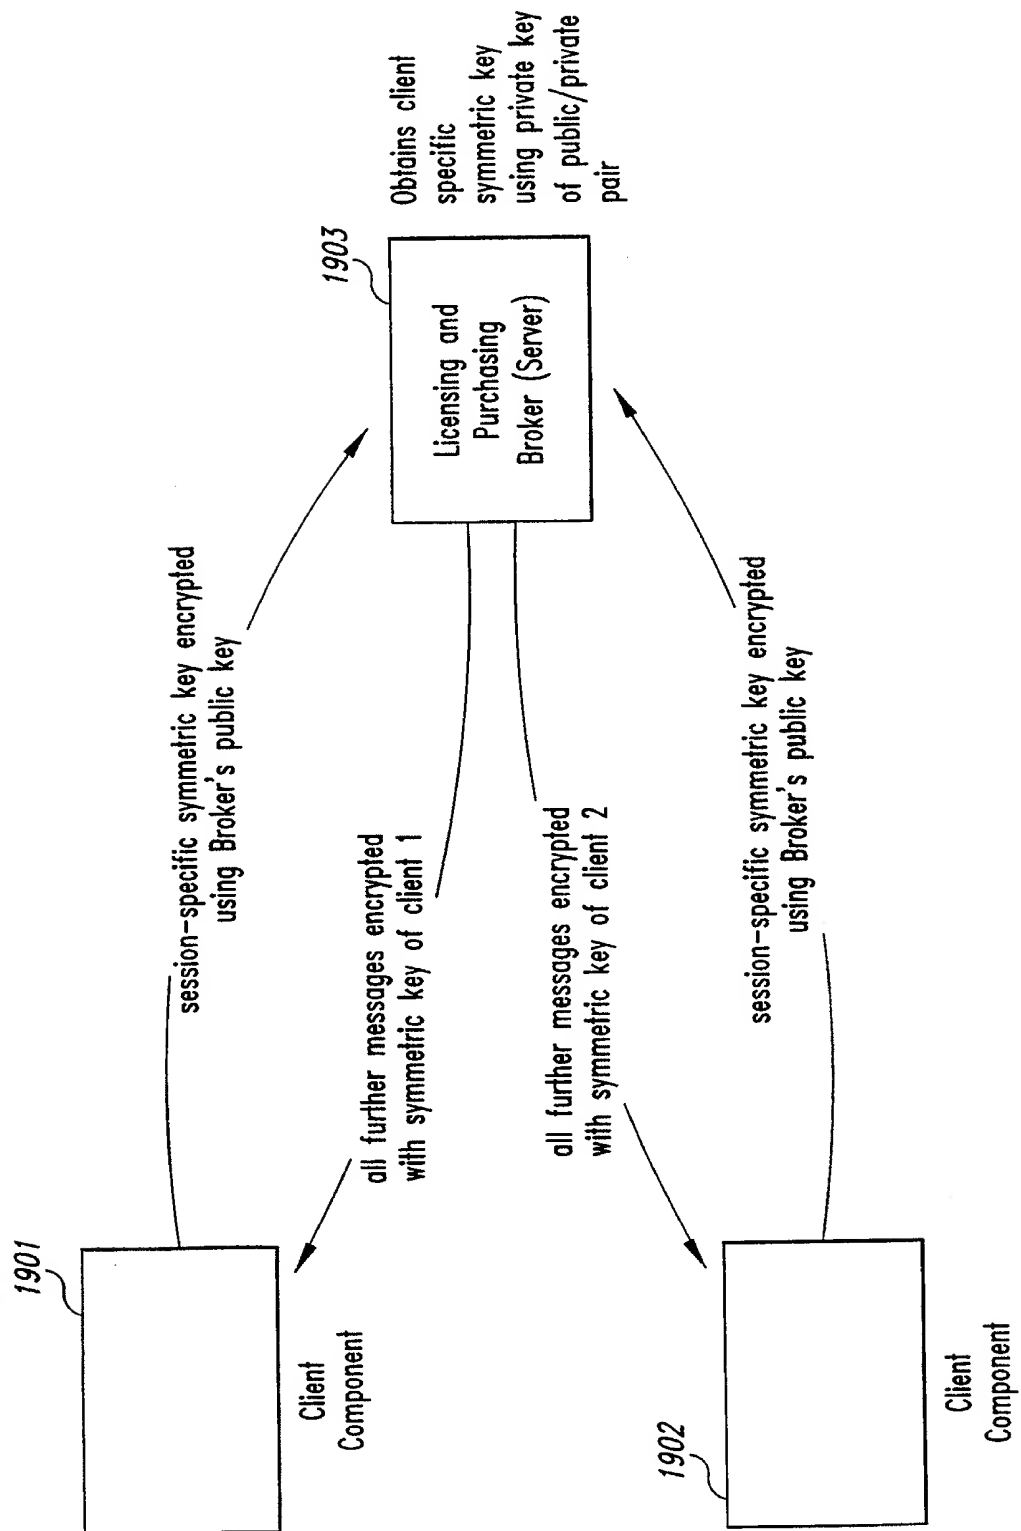 1901
Client
Component
session-specific symmetric key encrypted
using Broker's public key
all further messages encrypted
with symmetric key of client 1
1903
Licensing and
Purchasing
Broker (Server)
Obtains client
specific
symmetric key
using private key
of public/private
pair
all further messages encrypted
with symmetric key of client 2
1902
Client
Component
session-specific symmetric key encrypted
using Broker's public key